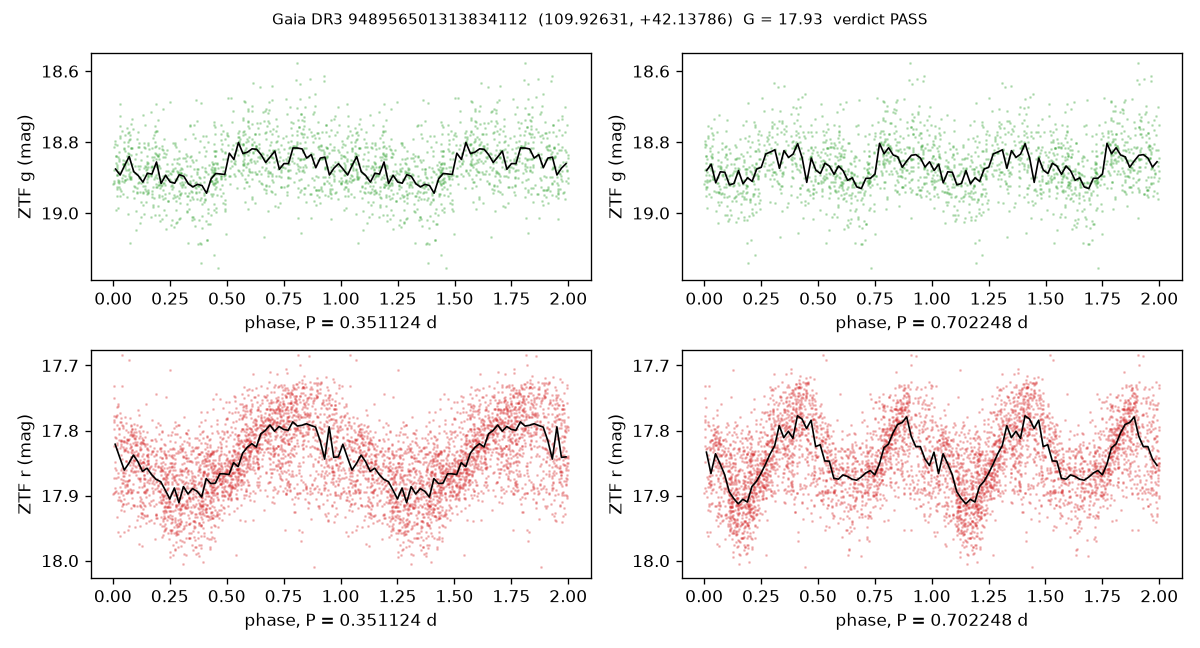 Gaia DR3 948956501313834112 (109.92631, +42.13786) G = 17.93 verdict PASS
ZTF g (mag)
18.6
18.8
19.0
0.00 0.25 0.50 0.75 1.00 1.25 1.50 1.75 2.00
phase, P = 0.351124 d
ZTF g (mag)
18.6
18.8
19.0
0.00 0.25 0.50 0.75 1.00 1.25 1.50 1.75 2.00
phase, P = 0.702248 d
ZTF r (mag)
17.7
17.8
17.9
18.0
0.00 0.25 0.50 0.75 1.00 1.25 1.50 1.75 2.00
phase, P = 0.351124 d
ZTF r (mag)
17.7
17.8
17.9
18.0
0.00 0.25 0.50 0.75 1.00 1.25 1.50 1.75 2.00
phase, P = 0.702248 d